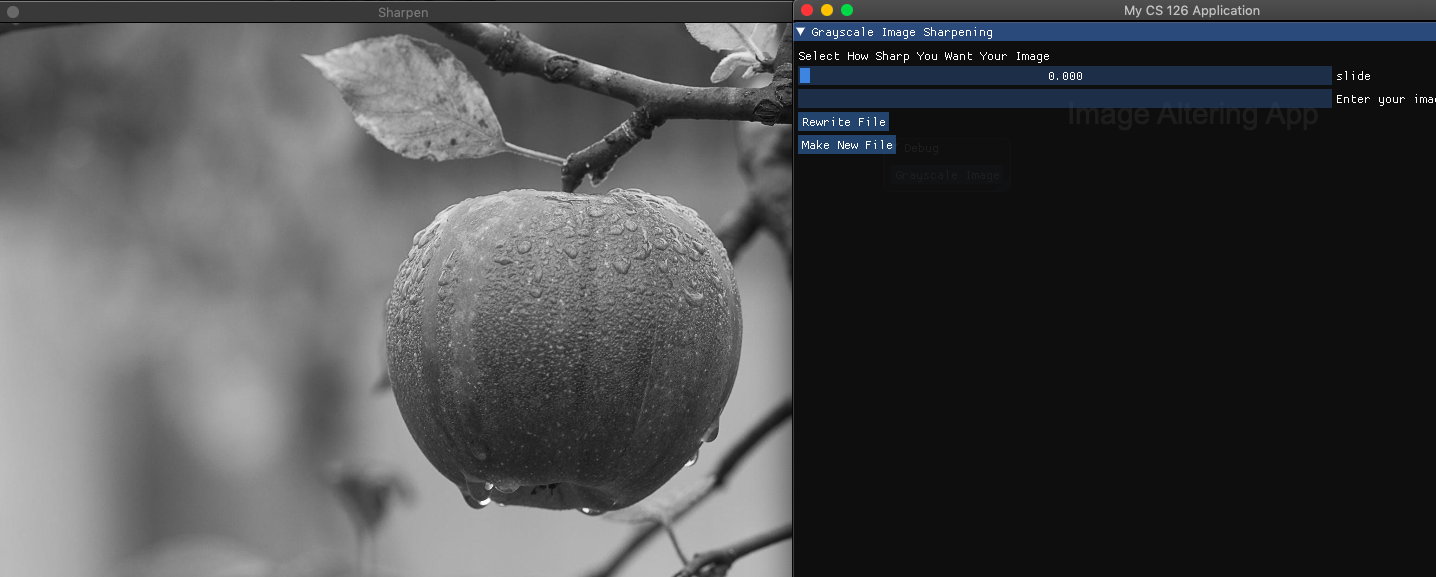 Sharpen
My CS 126 Application
Grayscale Image Sharpening
Select How Sharp You Want Your Image
0.000 slide
Enter your
Image Altering App
Rewrite File
Make New File
Debug
Grayscale Image